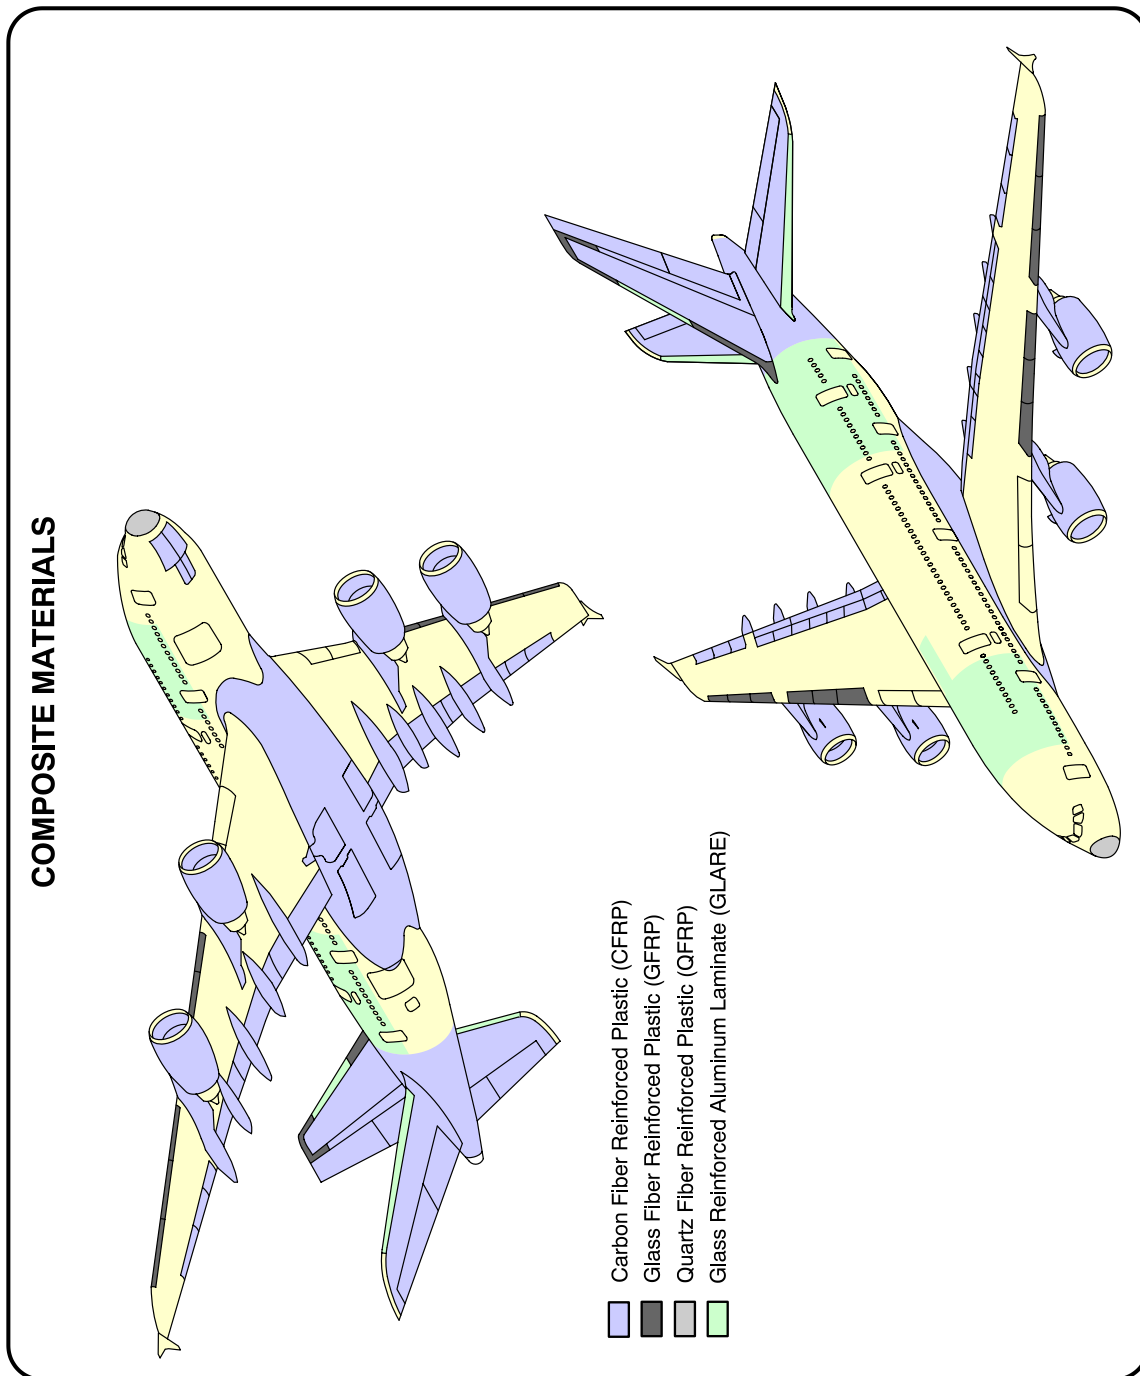 COMPOSITE MATERIALS
Carbon Fiber Reinforced Plastic (CFRP)
Glass Fiber Reinforced Plastic (GFRP)
Quartz Fiber Reinforced Plastic (QFRP)
Glass Reinforced Aluminum Laminate (GLARE)